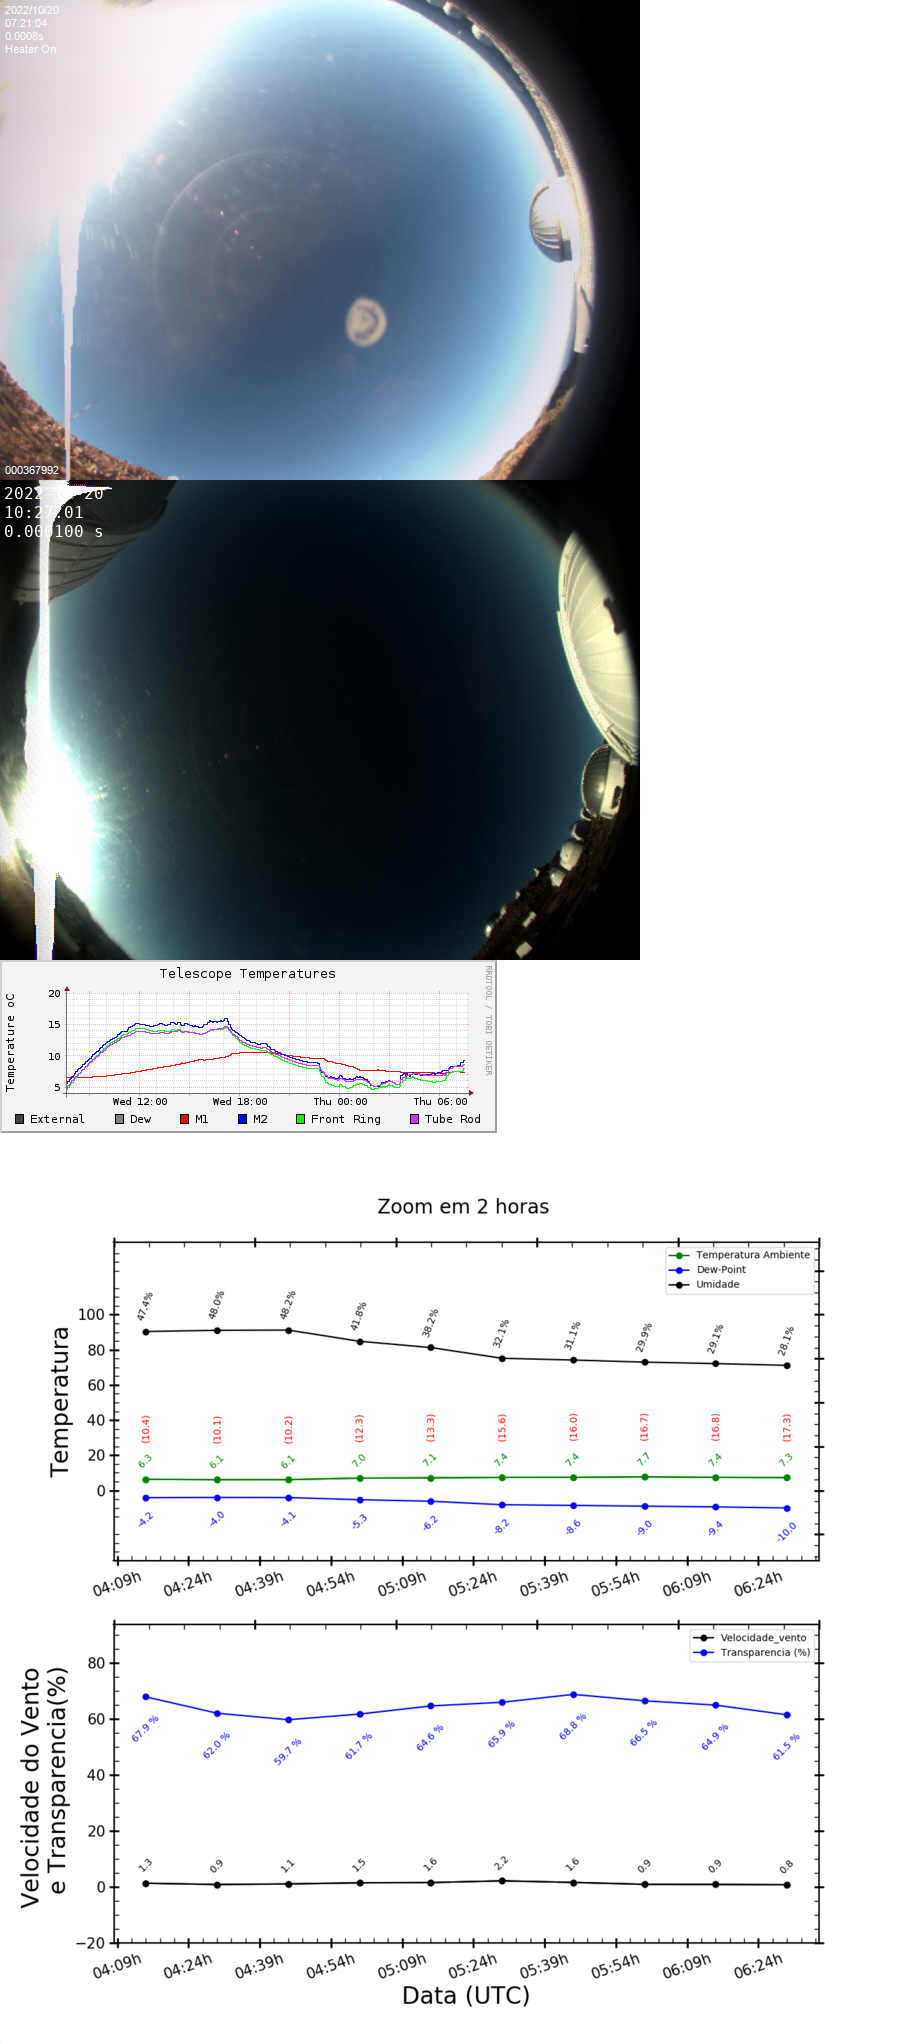 2022/10/20
07:21:04
0.0008s
Heater On
000367992
20
10:27:01
0.000100 s
Telescope Temperatures
Temperature oC
20
15
10
5
Wed 12:00 Wed 18:00 Thu 00:00 Thu 06:00
External Dew M1 M2 Front Ring Tube Rod
RRDTOOL / TOBI OETIKER
Zoom em 2 horas
Temperatura
Temperatura Ambiente
Dew-Point
Umidade
100
80
60
40
20
0
47.4% 48.0% 48.2% 41.8% 38.2% 32.1% 31.1% 29.9% 29.1% 28.1%
(10.4) (10.1) (10.2) (12.3) (13.3) (15.6) (16.0) (16.7) (16.8) (17.3)
6.3 6.1 6.1 7.0 7.1 7.4 7.4 7.7 7.4 7.3
-4.2 -4.0 -4.1 -5.3 -6.2 -8.2 -8.6 -9.0 -9.4 -10.0
04:09h 04:24h 04:39h 04:54h 05:09h 05:24h 05:39h 05:54h 06:09h 06:24h
Velocidade do Vento
e Transparencia(%)
Velocidade_vento
Transparencia (%)
80
60
40
20
0
−20
67.9 % 62.0 % 59.7 % 61.7 % 64.6 % 65.9 % 68.8 % 66.5 % 64.9 % 61.5 %
1.3 0.9 1.1 1.5 1.6 2.2 1.6 0.9 0.9 0.8
04:09h 04:24h 04:39h 04:54h 05:09h 05:24h 05:39h 05:54h 06:09h 06:24h
Data (UTC)